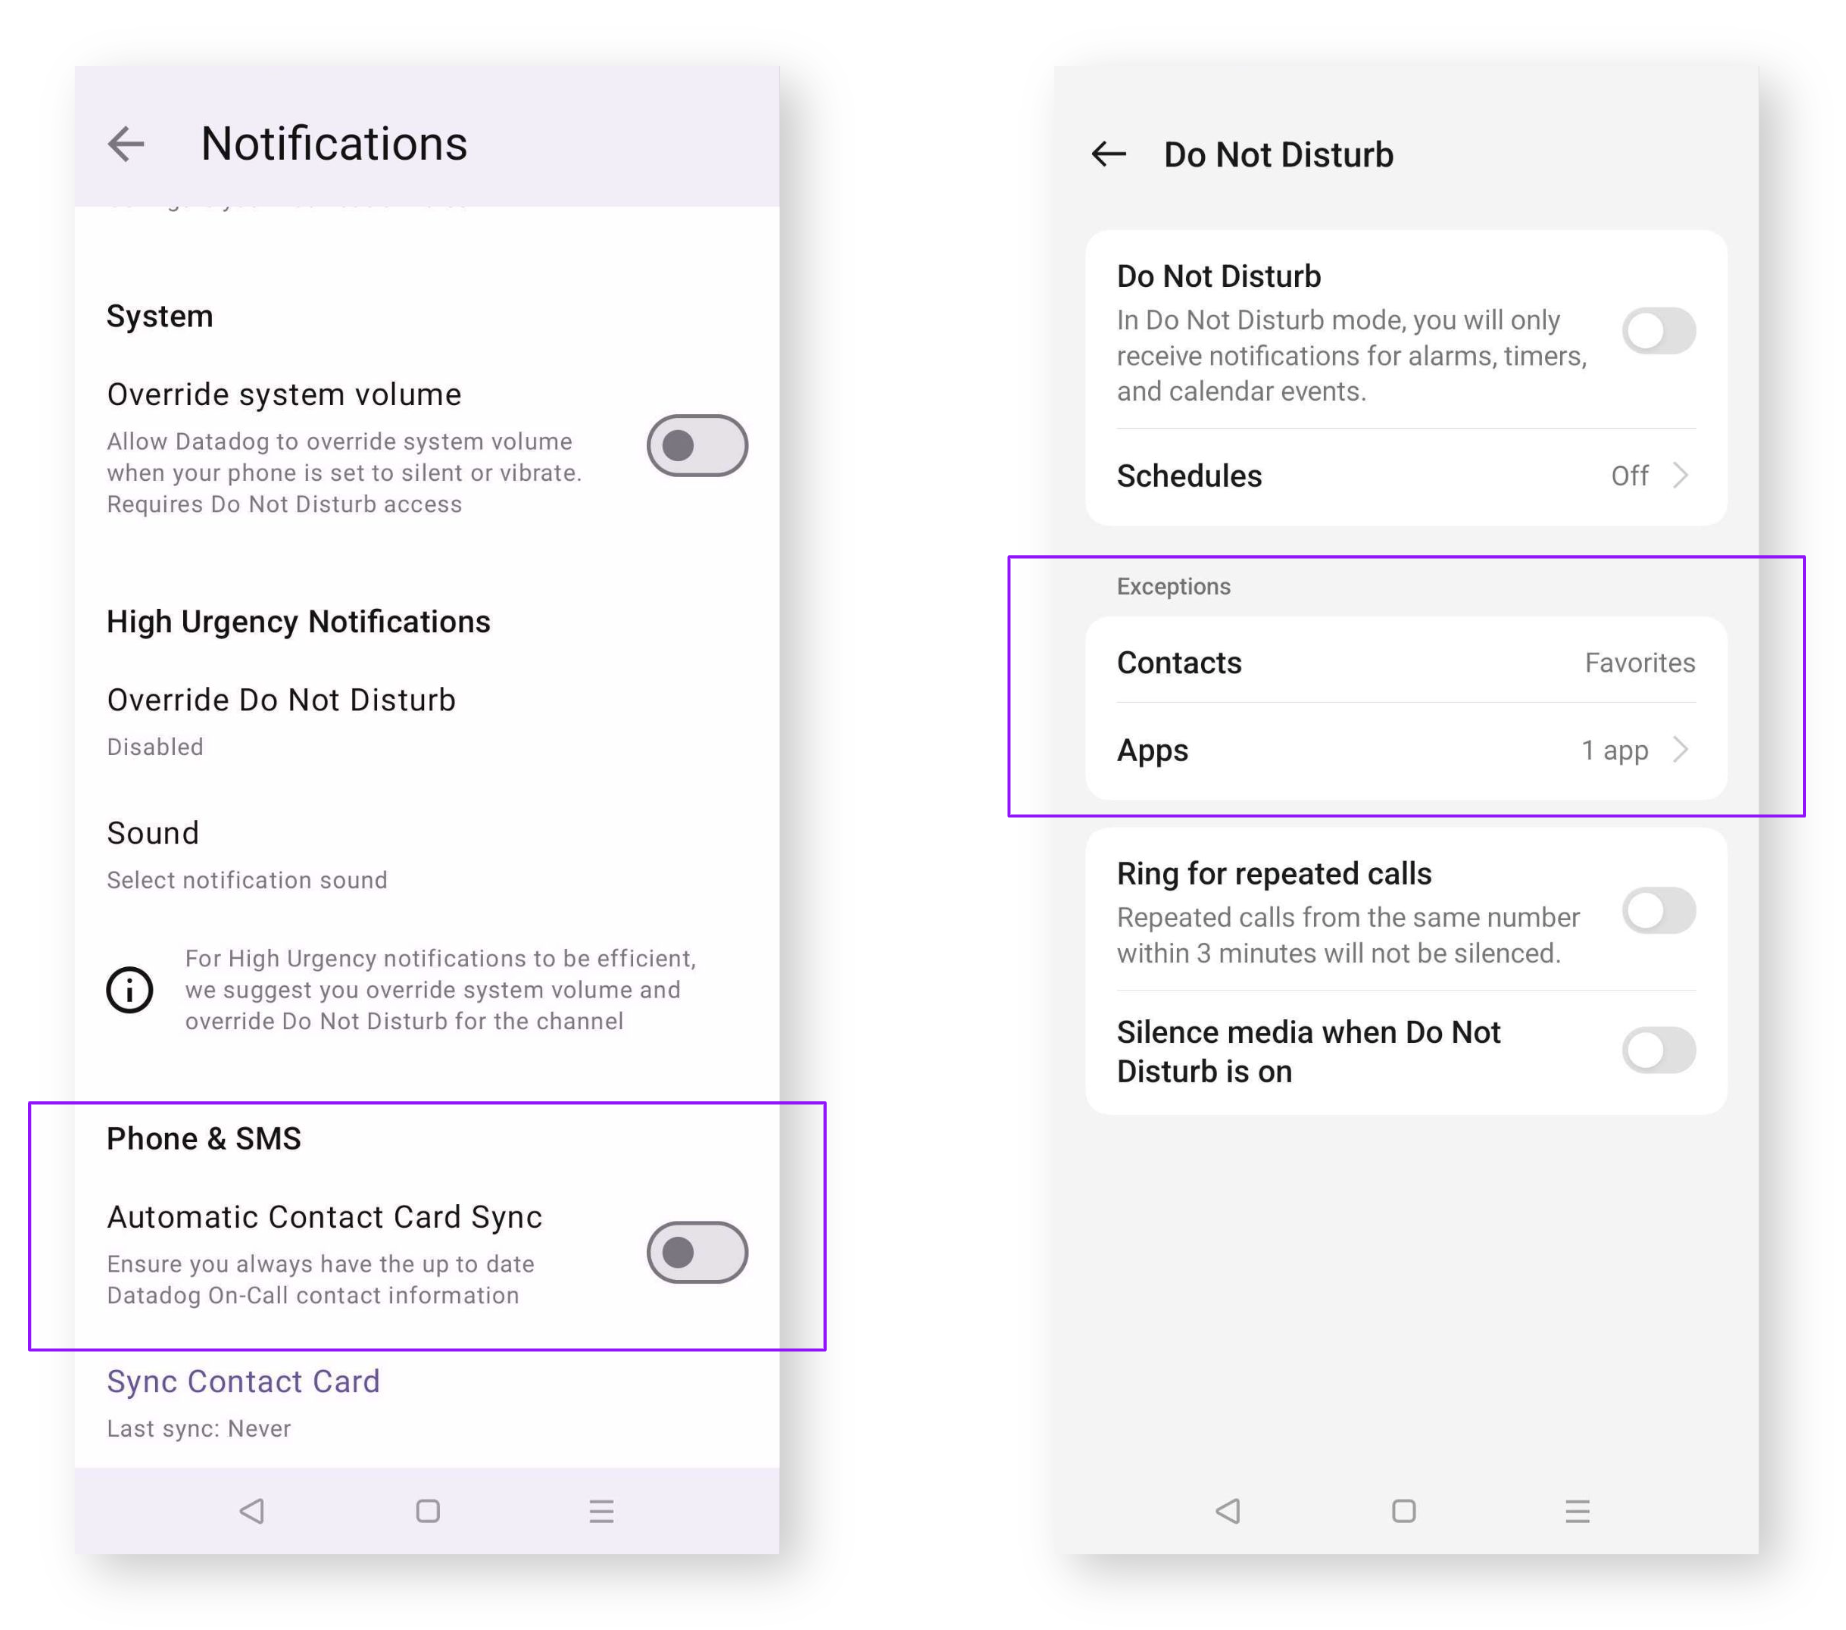 Notifications
System
Override system volume
Allow Datadog to override system volume
when your phone is set to silent or vibrate.
Requires Do Not Disturb access
High Urgency Notifications
Override Do Not Disturb
Disabled
Sound
Select notification sound
For High Urgency notifications to be efficient,
we suggest you override system volume and
override Do Not Disturb for the channel
Phone & SMS
Automatic Contact Card Sync
Ensure you always have the up to date
Datadog On-Call contact information
Sync Contact Card
Last sync: Never
Do Not Disturb
Do Not Disturb
In Do Not Disturb mode, you will only
receive notifications for alarms, timers,
and calendar events.
Schedules Off
Exceptions
Contacts Favorites
Apps 1 app
Ring for repeated calls
Repeated calls from the same number
within 3 minutes will not be silenced.
Silence media when Do Not
Disturb is on